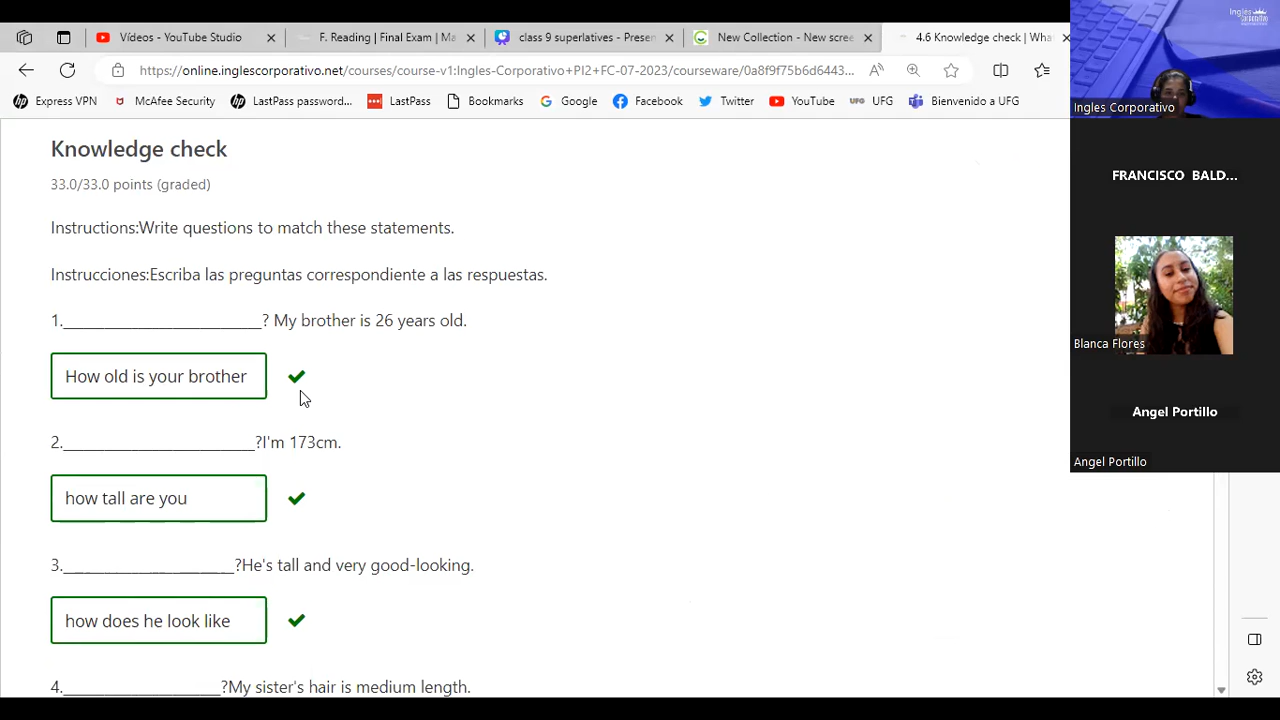 Vídeos - YouTube Studio
F. Reading | Final Exam | Ma
class 9 superlatives - Presen
New Collection - New scree
4.6 Knowledge check | Wha
https://online.inglescorporativo.net/courses/course-v1:Ingles-Corporativo+PI2+FC-07-2023/courseware/0a8f9f75b6d6443...
Express VPN
McAfee Security
LastPass password...
LastPass
Bookmarks
Google
Facebook
Twitter
YouTube
UFG
Bienvenido a UFG
Ingles
CORPORATIVO
Ingles Corporativo
FRANCISCO BALD...
Blanca Flores
Angel Portillo
Angel Portillo
Knowledge check
33.0/33.0 points (graded)
Instructions:Write questions to match these statements.
Instrucciones:Escriba las preguntas correspondiente a las respuestas.
1.______________________? My brother is 26 years old.
How old is your brother
2.______________________?I'm 173cm.
how tall are you
3.____________________?He's tall and very good-looking.
how does he look like
4.__________________?My sister's hair is medium length.